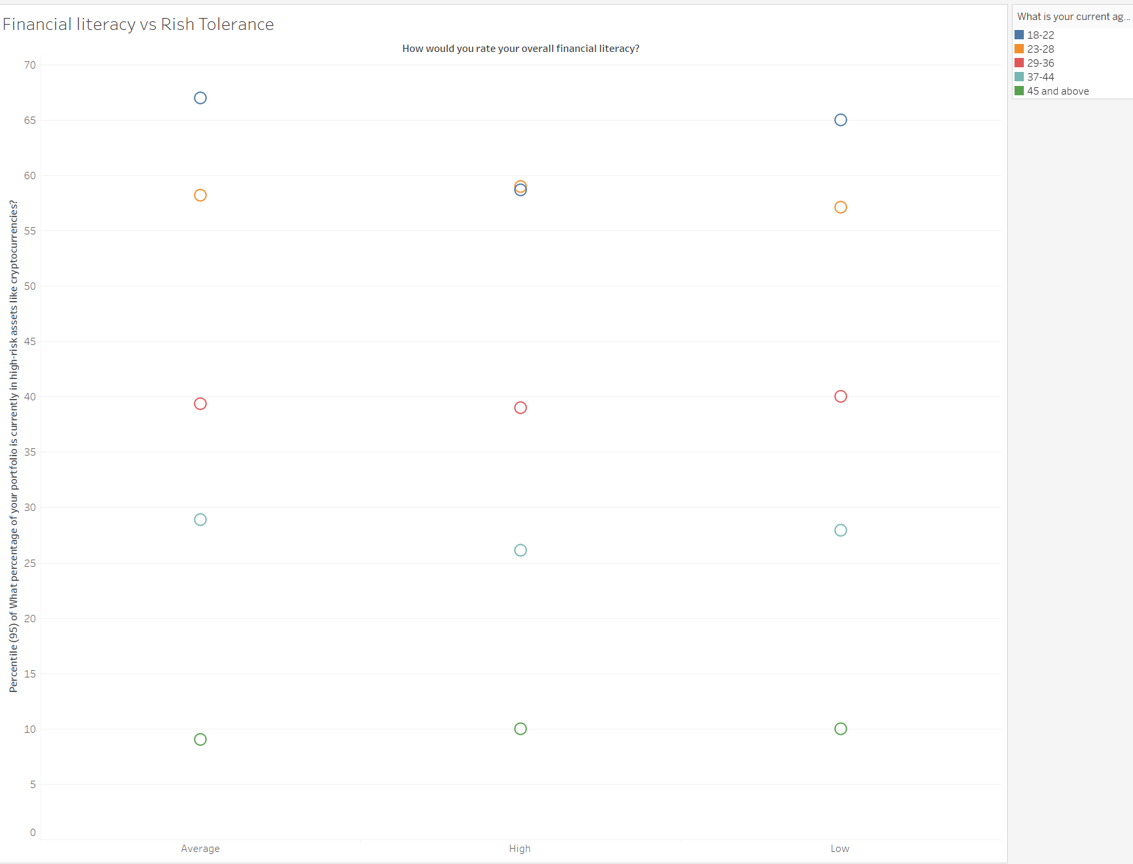 Financial literacy vs Rish Tolerance
How would you rate your overall financial literacy?
What is your current ag...
18-22
23-28
29-36
37-44
45 and above
Percentile (95) of What percentage of your portfolio is currently in high-risk assets like cryptocurrencies?
70
65
60
55
50
45
40
35
30
25
20
15
10
5
0
Average
High
Low